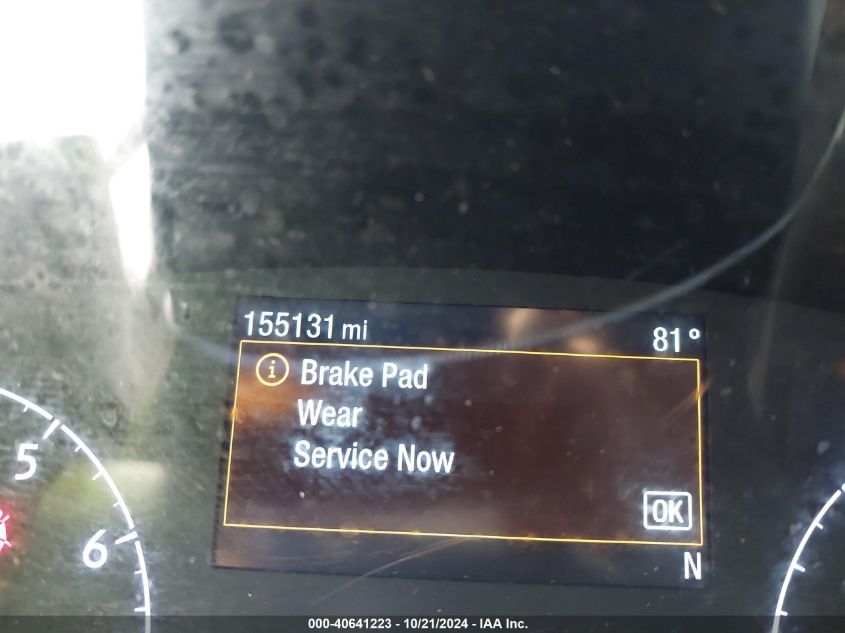 155131 mi 81°
i Brake Pad
Wear
Service Now
5
OK
6
N
000-40641223 - 10/21/2024 - IAA Inc.